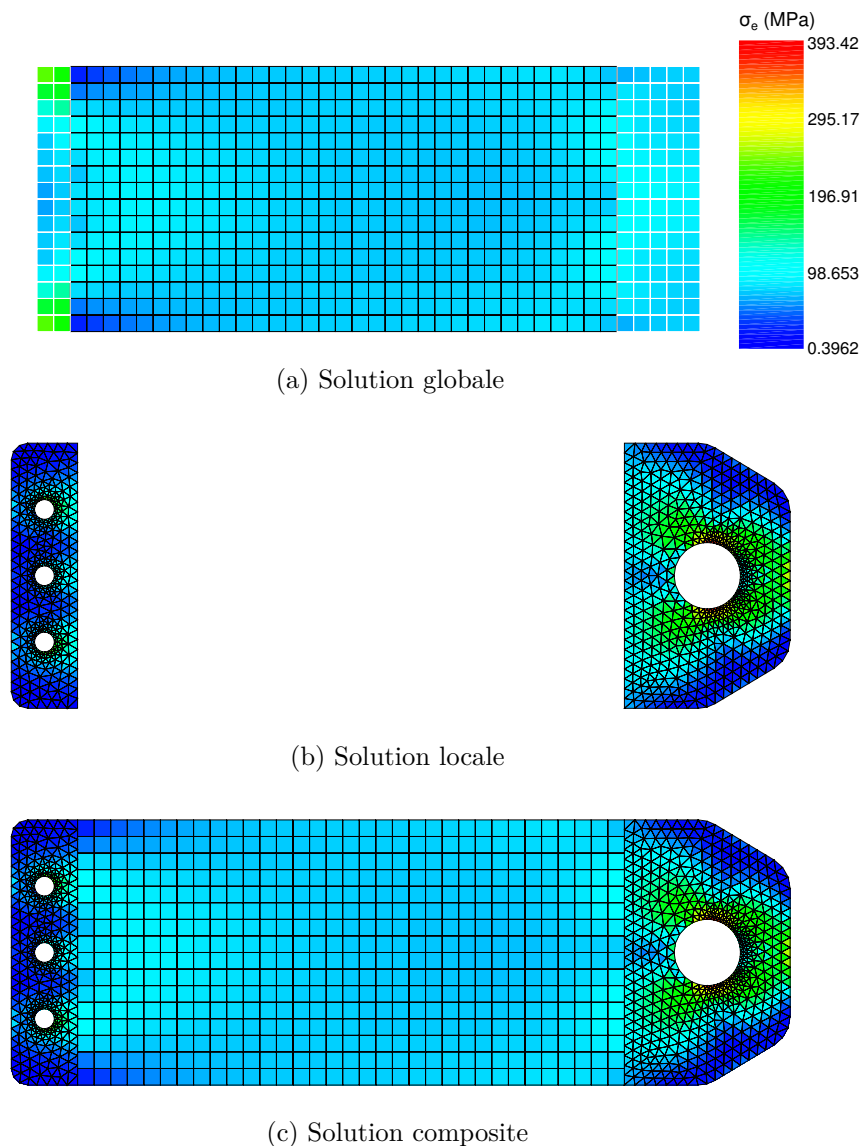 σe (MPa)
393.42
295.17
196.91
98.653
0.3962
(a) Solution globale
(b) Solution locale
(c) Solution composite